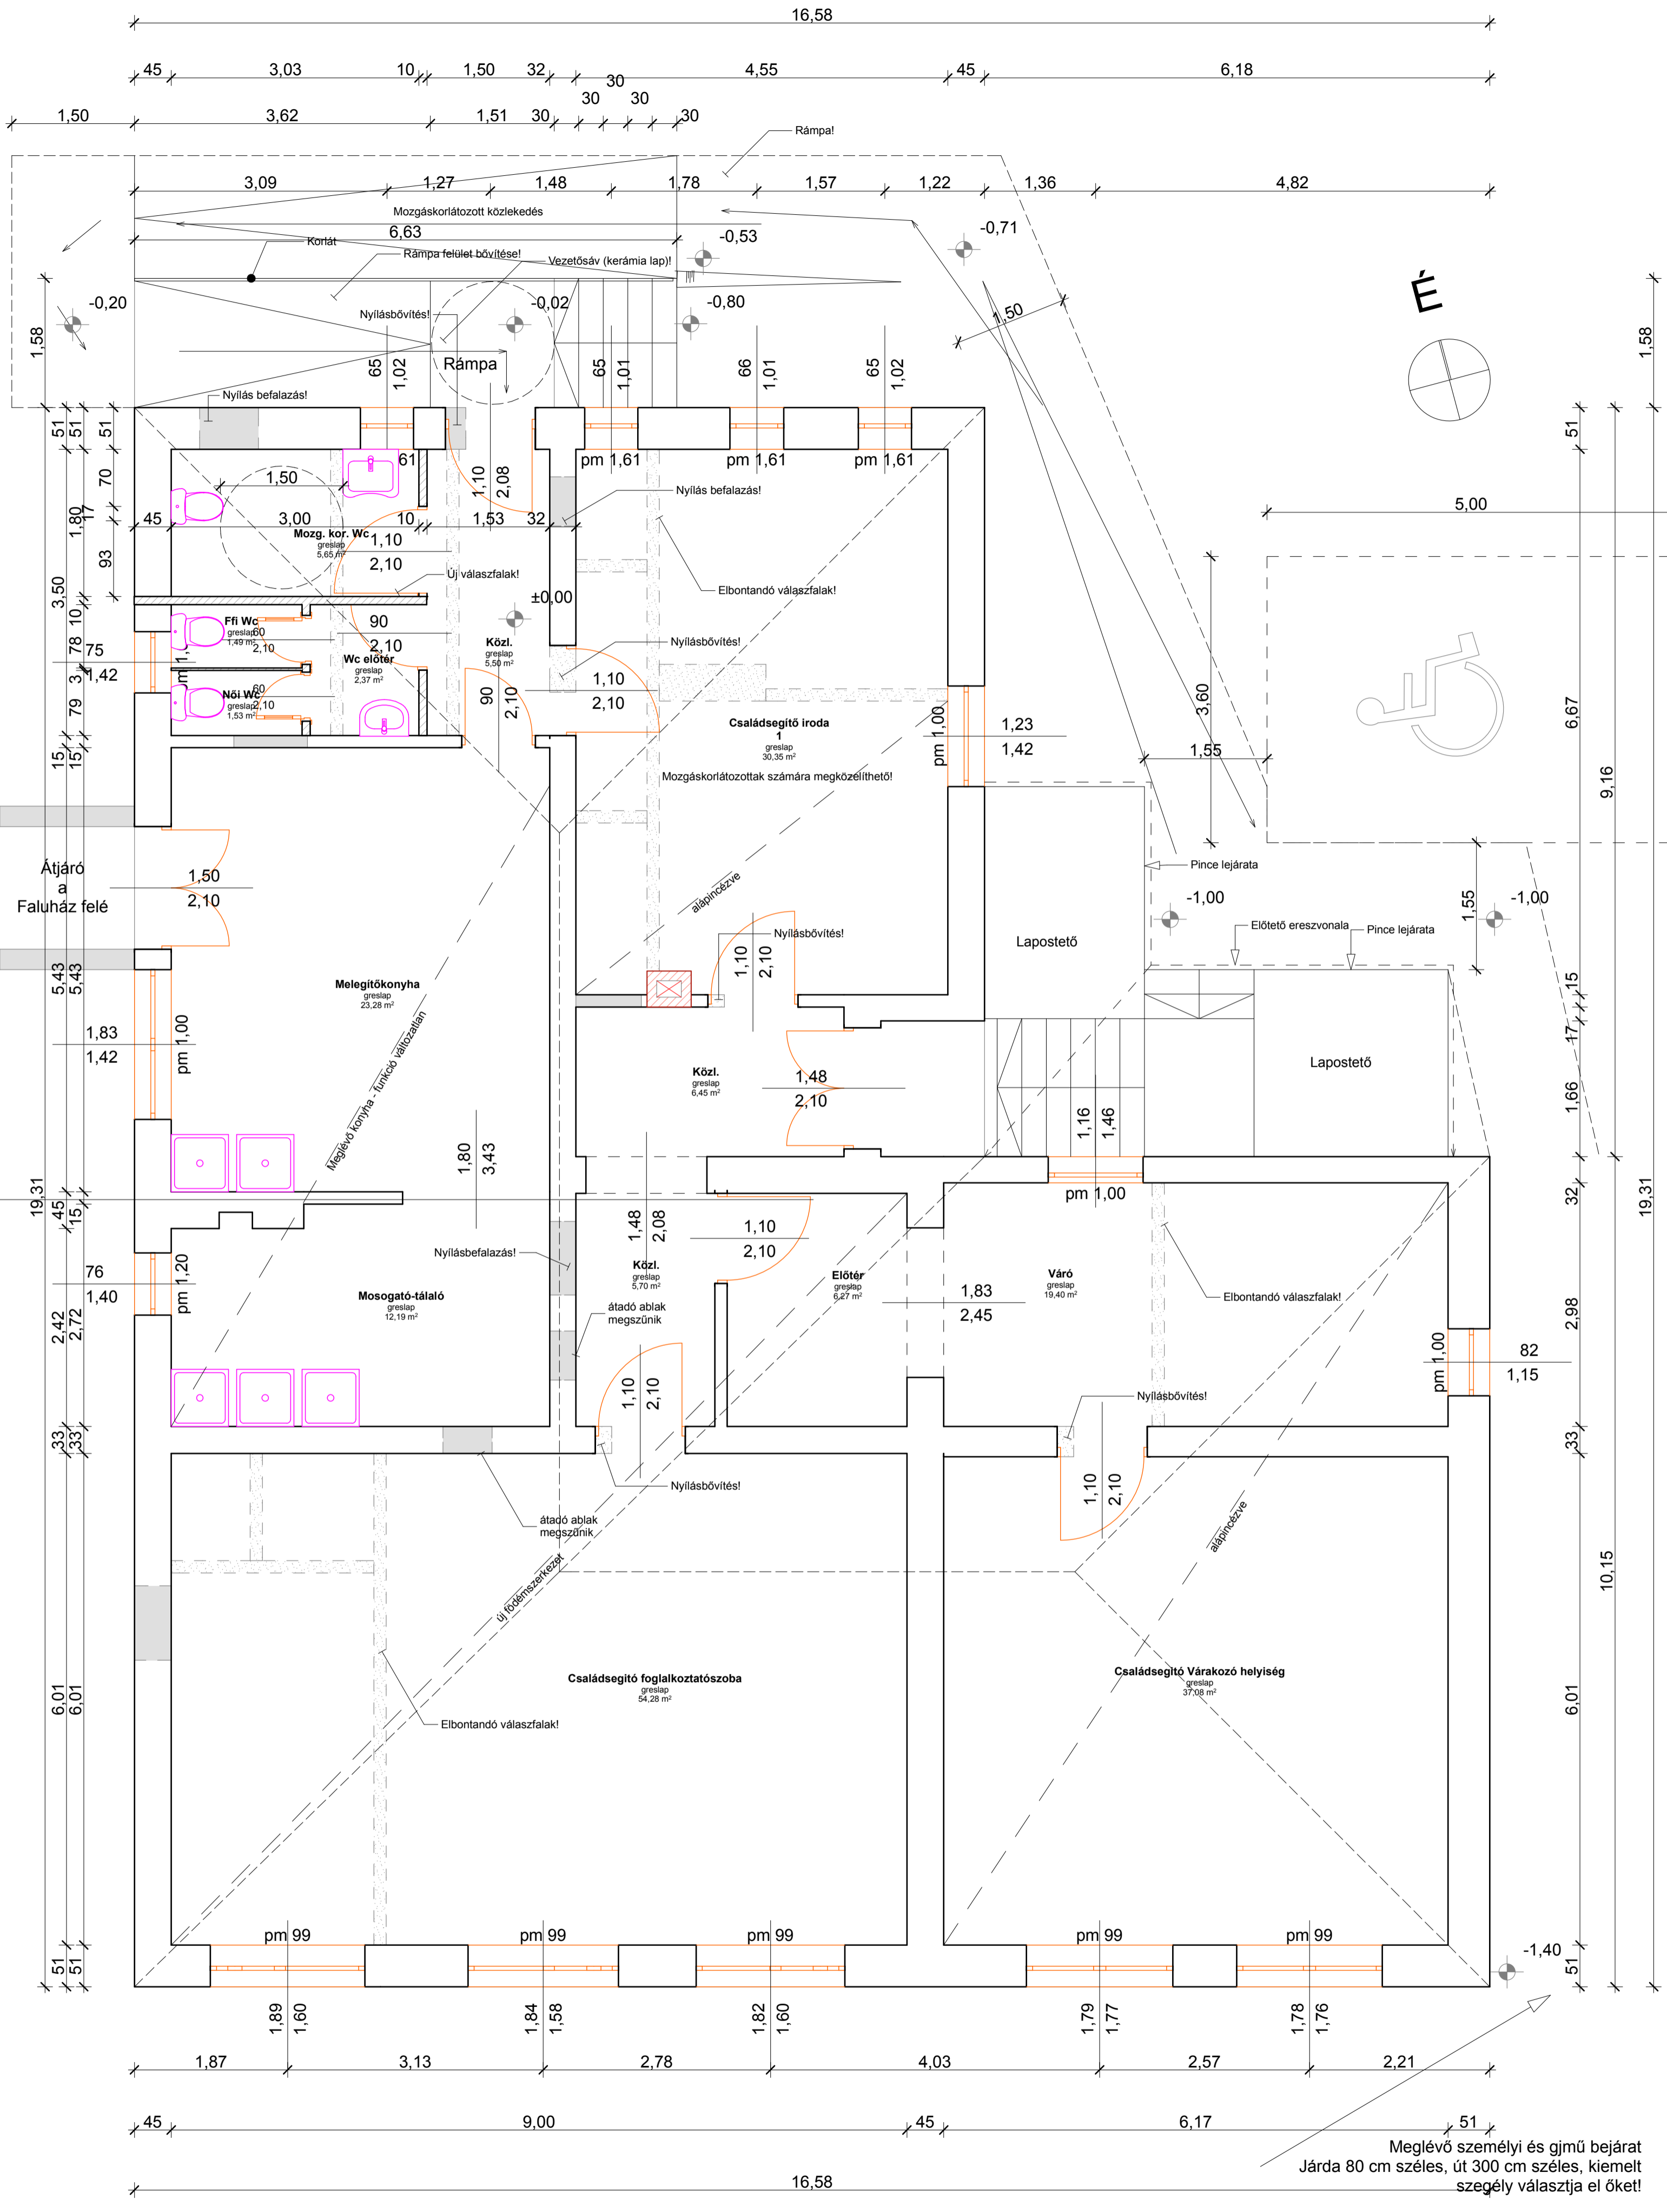 16,58
45 3,03 10 1,50 32 4,55 45 6,18
30
30 30
1,50 3,62 1,51 30 30
Rámpa!
3,09 1,27 1,48 1,78 1,57 1,22 1,36 4,82
Mozgáskorlátozott közlekedés
6,63
-0,53
-0,71
Korlát
Rámpa felület bővítése!
Vezetősáv (kerámia lap)!
É
-0,20
-0,02
-0,80
1,50
Nyílásbővítés!
1,58
1,58
Rámpa
65 1,02
65 1,01
66 1,01
65 1,02
Nyílás befalazás!
51 51 51
51
61
pm 1,61
pm 1,61
pm 1,61
70
1,50
1,10 2,08
Nyílás befalazás!
5,00
1,80
17
45 3,00 10 1,53 32
Mozg. kor. Wc
greslap
5,65 m²
1,10
2,10
93
Új válaszfalak!
Elbontandó válaszfalak!
3,50
±0,00
10
Ffi Wc
greslap
1,49 m²
60
2,10
90
2,10
Közl.
greslap
5,50 m²
Nyílásbővítés!
78
75
1,42
Wc előtér
greslap
2,37 m²
1,10
2,10
3
79
Női Wc
greslap
1,53 m²
60
2,10
90 2,10
3,60
6,67
Családsegítő iroda
1
greslap
30,35 m²
pm 1,00
1,23
1,42
1,55
15 15
Mozgáskorlátozottak számára megközelíthető!
9,16
Átjáró
a
Faluház felé
1,50
2,10
Pince lejárata
alápincézve
-1,00
-1,00
1,55
Előtető ereszvonala
Pince lejárata
Nyílásbővítés!
1,10 2,10
Lapostető
5,43 5,43
Melegítőkonyha
greslap
23,28 m²
15
1,83
1,42
pm 1,00
Meglévő konyha - funkció változatlan
17
Közl.
greslap
6,45 m²
1,48
2,10
Lapostető
1,66
1,16 1,46
1,80 3,43
19,31
45 15
pm 1,00
32
19,31
1,48 2,08
1,10
2,10
Nyílásbefalazás!
76
1,40
pm 1,20
Közl.
greslap
5,70 m²
Előtér
greslap
6,27 m²
Váró
greslap
19,40 m²
Mosogató-tálaló
greslap
12,19 m²
1,83
2,45
Elbontandó válaszfalak!
átadó ablak
megszűnik
2,42 2,72
2,98
pm 1,00
82
1,15
1,10 2,10
Nyílásbővítés!
33 33
33
Nyílásbővítés!
1,10 2,10
átadó ablak
megszűnik
alápincézve
új födémszerkezet
10,15
Családsegítő foglalkoztatószoba
greslap
54,28 m²
Családsegítő Várakozó helyiség
greslap
37,08 m²
6,01 6,01
6,01
Elbontandó válaszfalak!
pm 99
pm 99
pm 99
pm 99
pm 99
-1,40
51 51
51
1,89 1,60
1,84 1,58
1,82 1,60
1,79 1,77
1,78 1,76
1,87 3,13 2,78 4,03 2,57 2,21
45 9,00 45 6,17 51
Meglévő személyi és gjmű bejárat
Járda 80 cm széles, út 300 cm széles, kiemelt
szegély választja el őket!
16,58